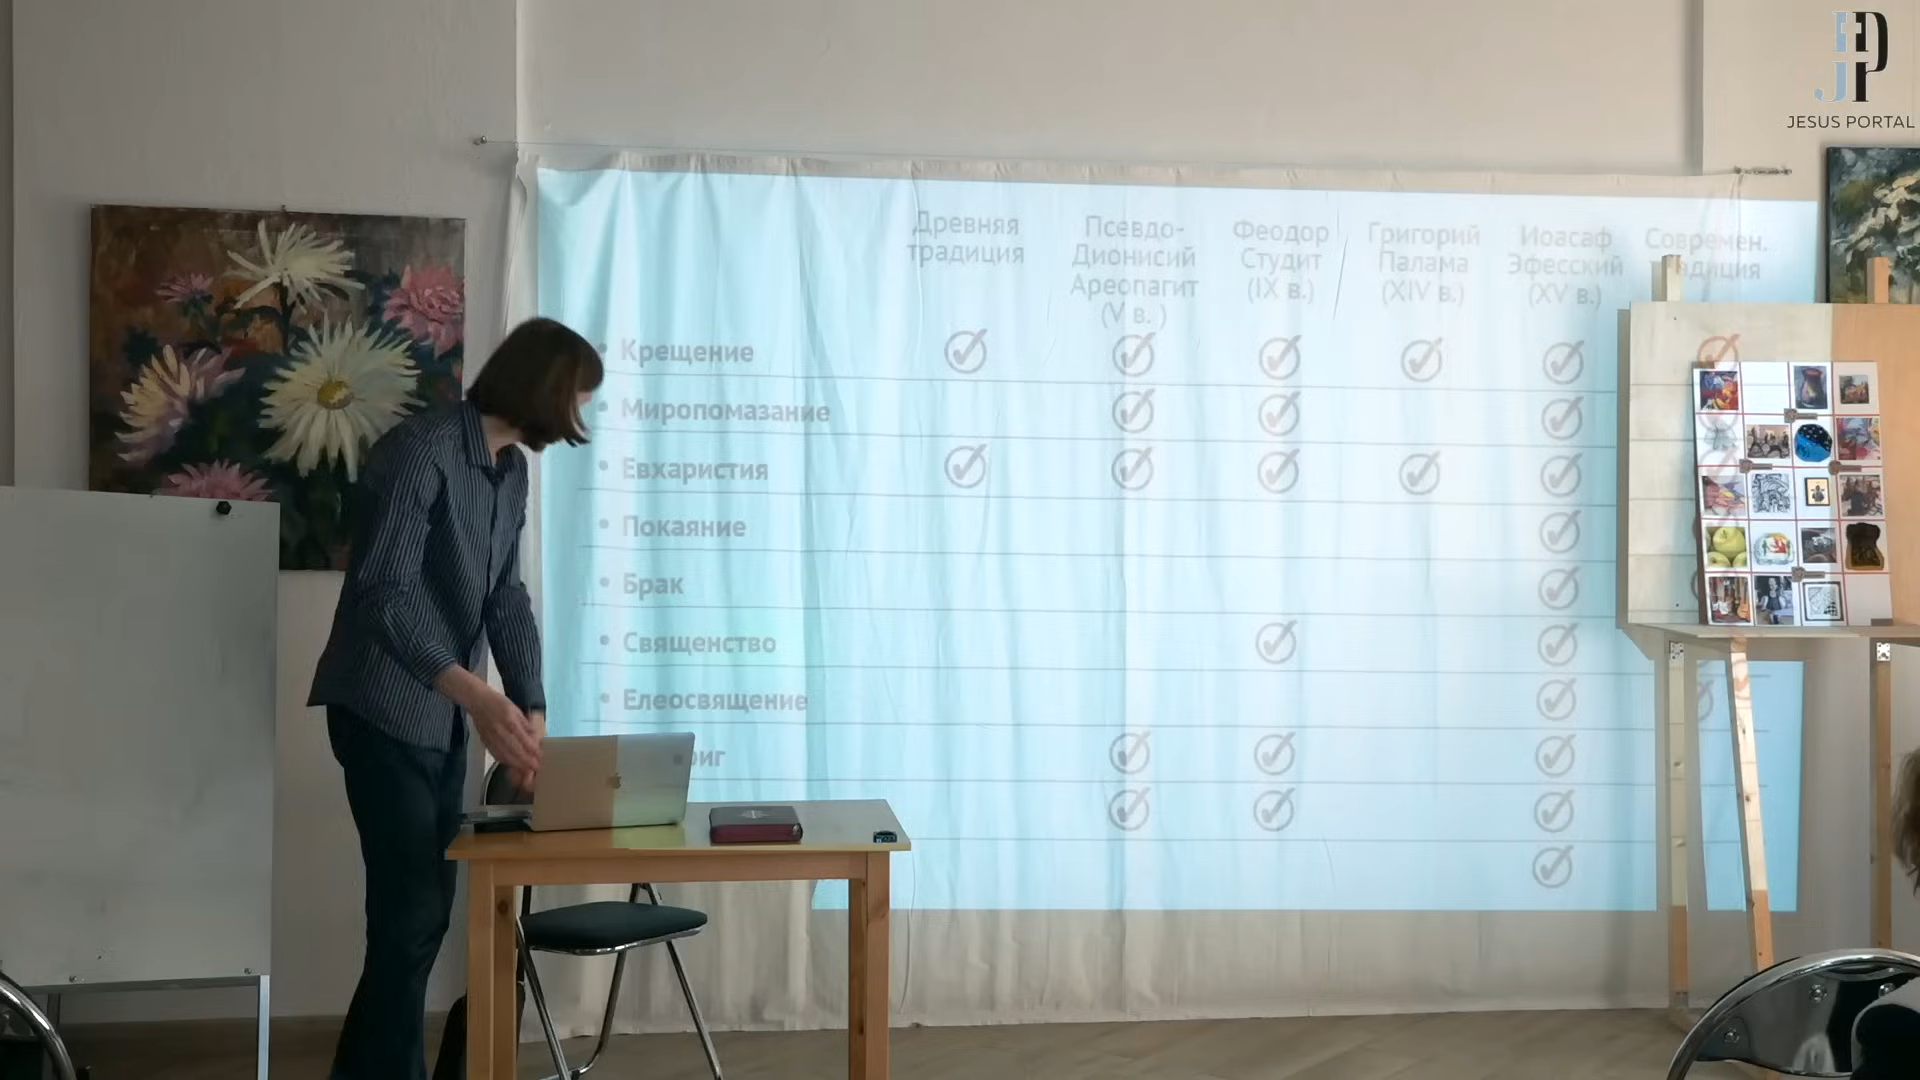 JESUS PORTAL
Древняя
традиция
Псевдо-
Дионисий
Ареопагит
(V в. )
Феодор
Студит
(IX в.)
Григорий
Палама
(XIV в.)
Иоасаф
Эфесский
(XV в.)
Современ.
• Крещение
• Миропомазание
• Евхаристия
• Покаяние
• Брак
• Священство
• Елеосвящение